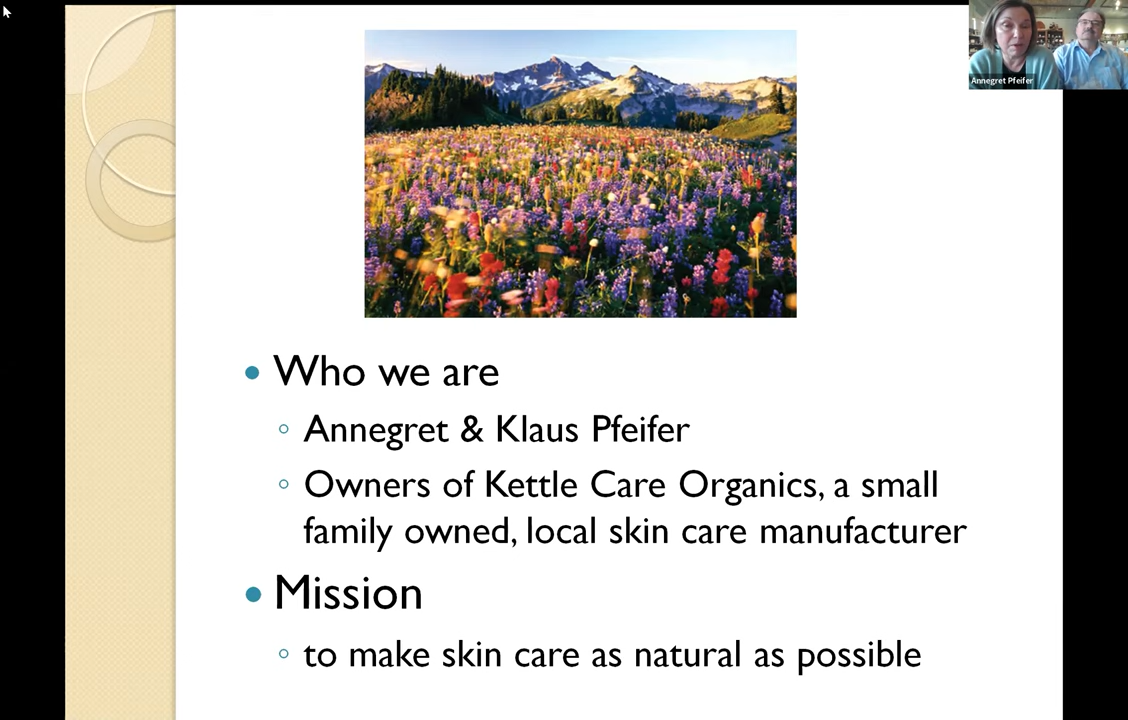 Annegret Pfeifer
Who we are
Annegret & Klaus Pfeifer
Owners of Kettle Care Organics, a small
family owned, local skin care manufacturer
Mission
to make skin care as natural as possible